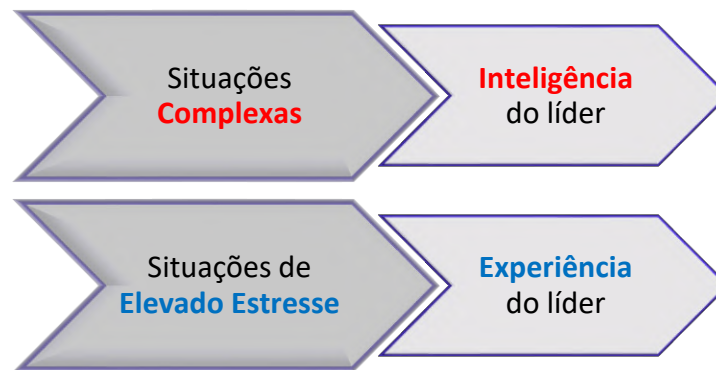 Situações
Complexas
Inteligência
do líder
Situações de
Elevado Estresse
Experiência
do líder